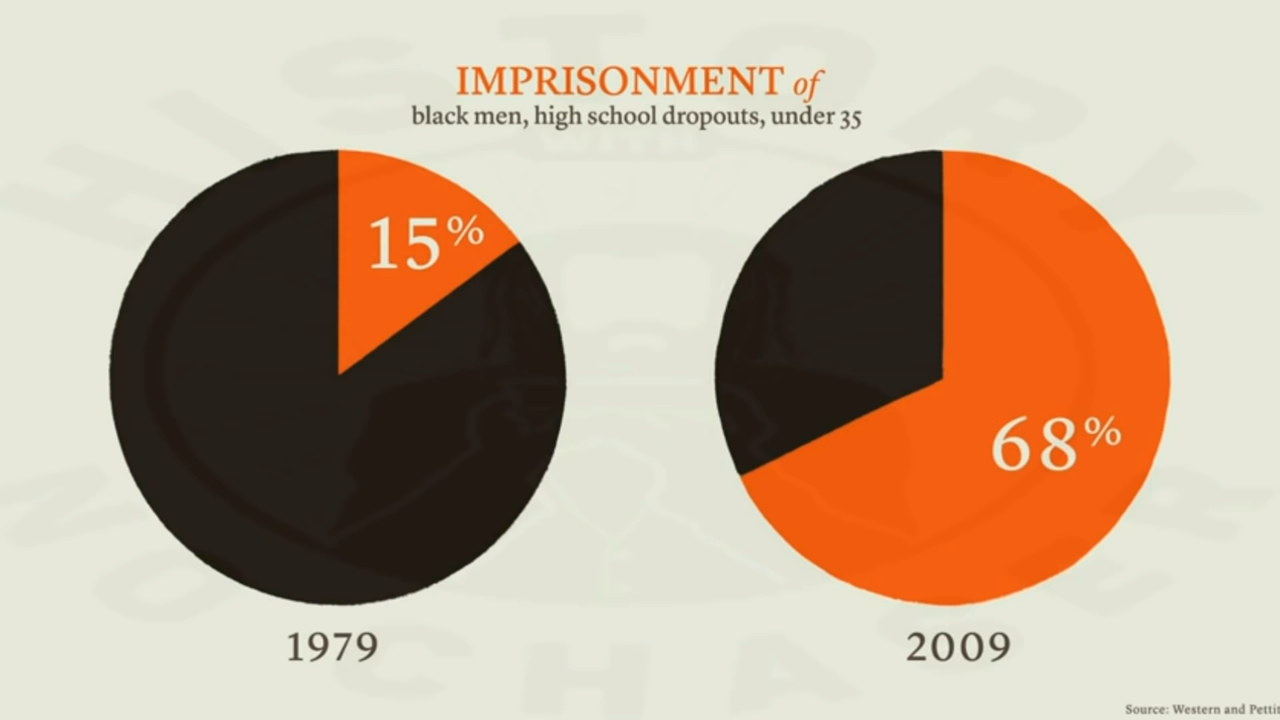 IMPRISONMENT of
black men, high school dropouts, under 35
15%
68%
1979
2009
Source: Western and Pettit